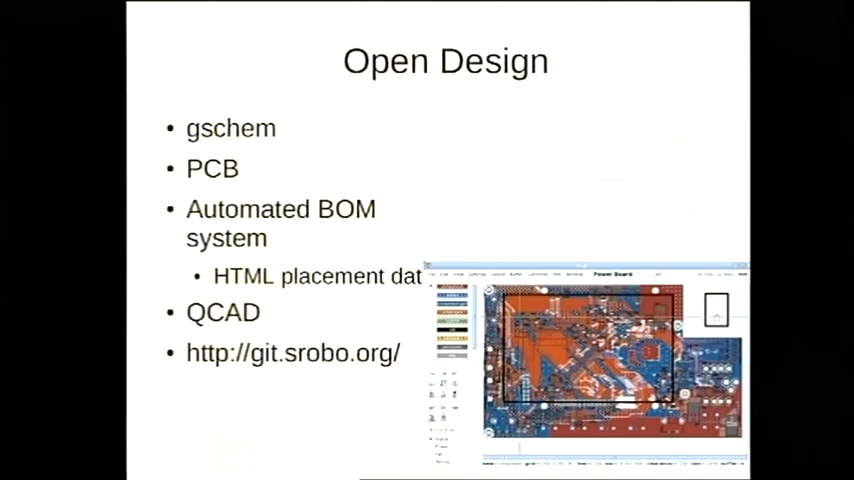 Open Design
• gschem
• PCB
• Automated BOM
system
• HTML placement dat
• QCAD
• http://git.srobo.org/
Power Board